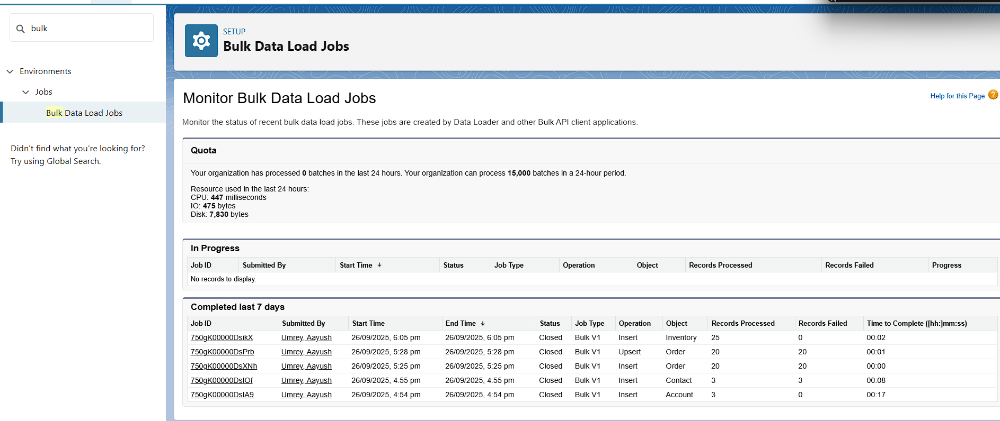 bulk
Environments
Jobs
Bulk Data Load Jobs
Didn't find what you're looking for?
Try using Global Search.
SETUP
Bulk Data Load Jobs
Monitor Bulk Data Load Jobs
Help for this Page ?
Monitor the status of recent bulk data load jobs. These jobs are created by Data Loader and other Bulk API client applications.
Quota
Your organization has processed 0 batches in the last 24 hours. Your organization can process 15,000 batches in a 24-hour period.
Resource used in the last 24 hours:
CPU: 447 milliseconds
IO: 475 bytes
Disk: 7,830 bytes
In Progress
Job ID Submitted By Start Time ↓ Status Job Type Operation Object Records Processed Records Failed Progress
No records to display.
Completed last 7 days
Job ID Submitted By Start Time End Time ↓ Status Job Type Operation Object Records Processed Records Failed Time to Complete ([hh:]mm:ss)
750gK00000DsikX Umrey, Aayush 26/09/2025, 6:05 pm 26/09/2025, 6:05 pm Closed Bulk V1 Insert Inventory 25 0 00:02
750gK00000DsPrb Umrey, Aayush 26/09/2025, 5:28 pm 26/09/2025, 5:28 pm Closed Bulk V1 Upsert Order 20 20 00:01
750gK00000DsXNh Umrey, Aayush 26/09/2025, 5:25 pm 26/09/2025, 5:25 pm Closed Bulk V1 Insert Order 20 20 00:00
750gK00000DsIOf Umrey, Aayush 26/09/2025, 4:55 pm 26/09/2025, 4:55 pm Closed Bulk V1 Insert Contact 3 3 00:08
750gK00000DsIA9 Umrey, Aayush 26/09/2025, 4:54 pm 26/09/2025, 4:54 pm Closed Bulk V1 Insert Account 3 0 00:17